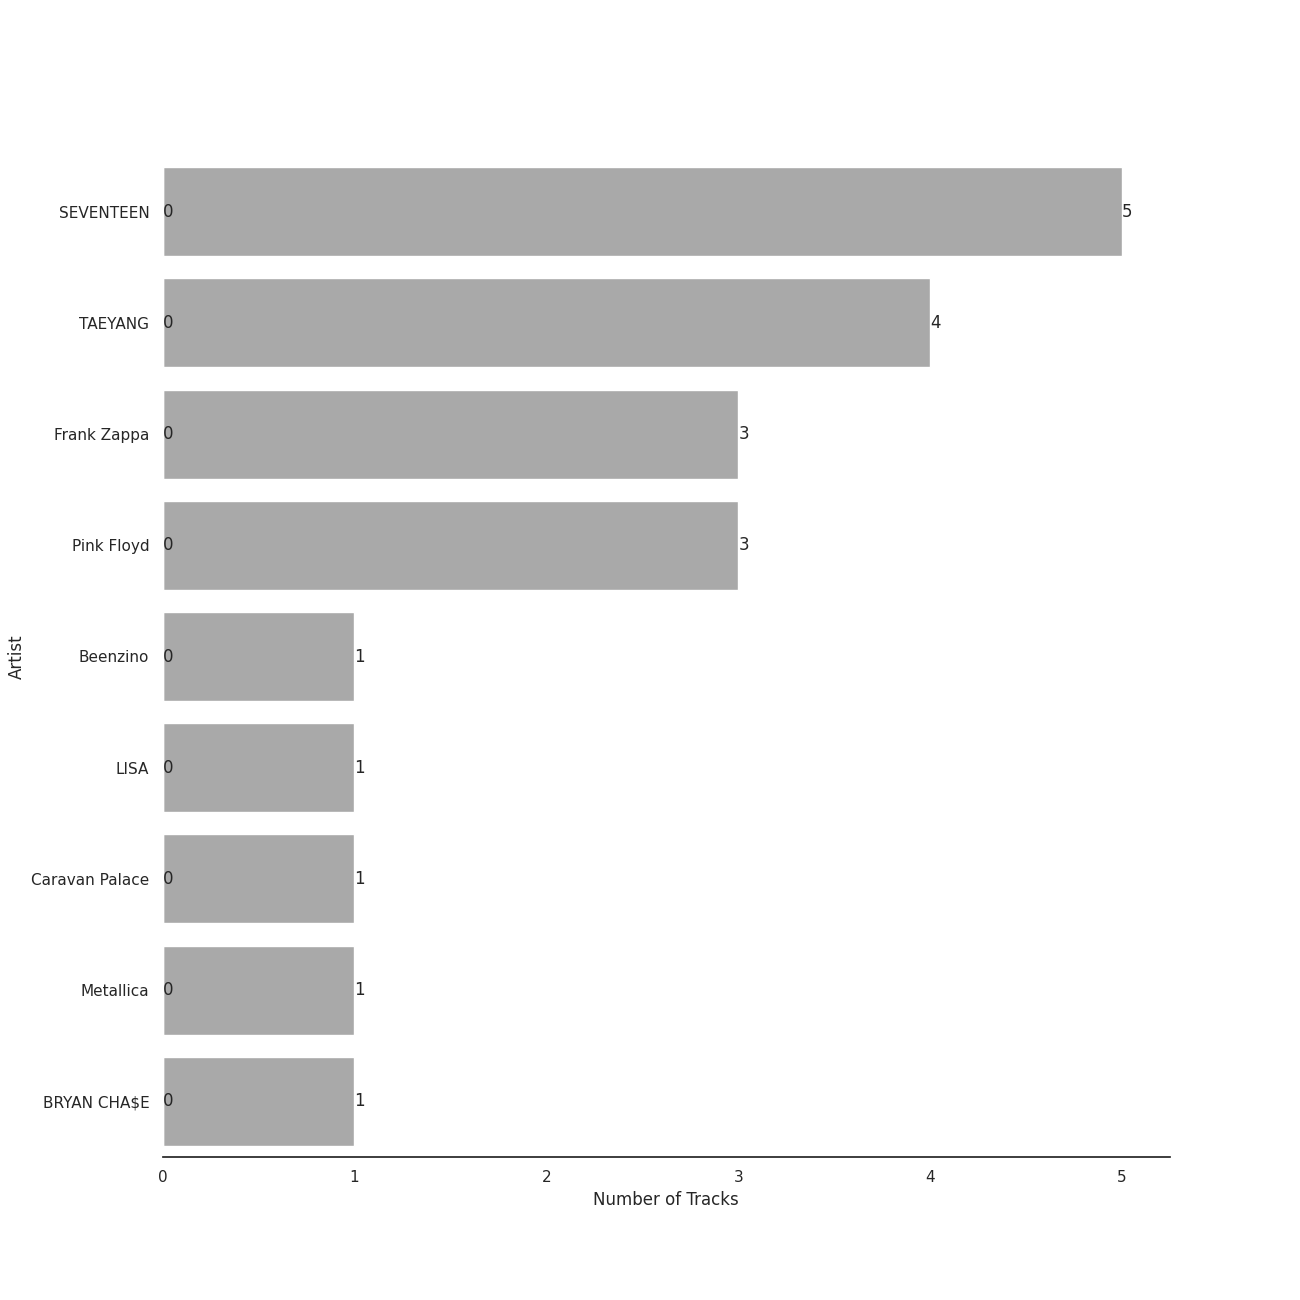 SEVENTEEN 0 5
TAEYANG 0 4
Frank Zappa 0 3
Pink Floyd 0 3
Artist
Beenzino 0 1
LISA 0 1
Caravan Palace 0 1
Metallica 0 1
BRYAN CHA$E 0 1
0 1 2 3 4 5
Number of Tracks